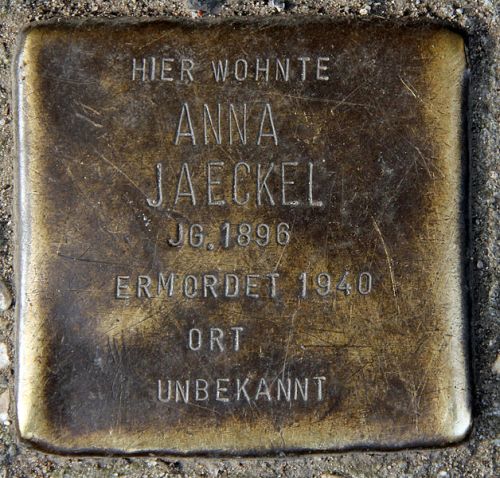 HIER WOHNTE
ANNA
JAECKEL
JG. 1896
ERMORDET 1940
ORT
UNBEKANNT